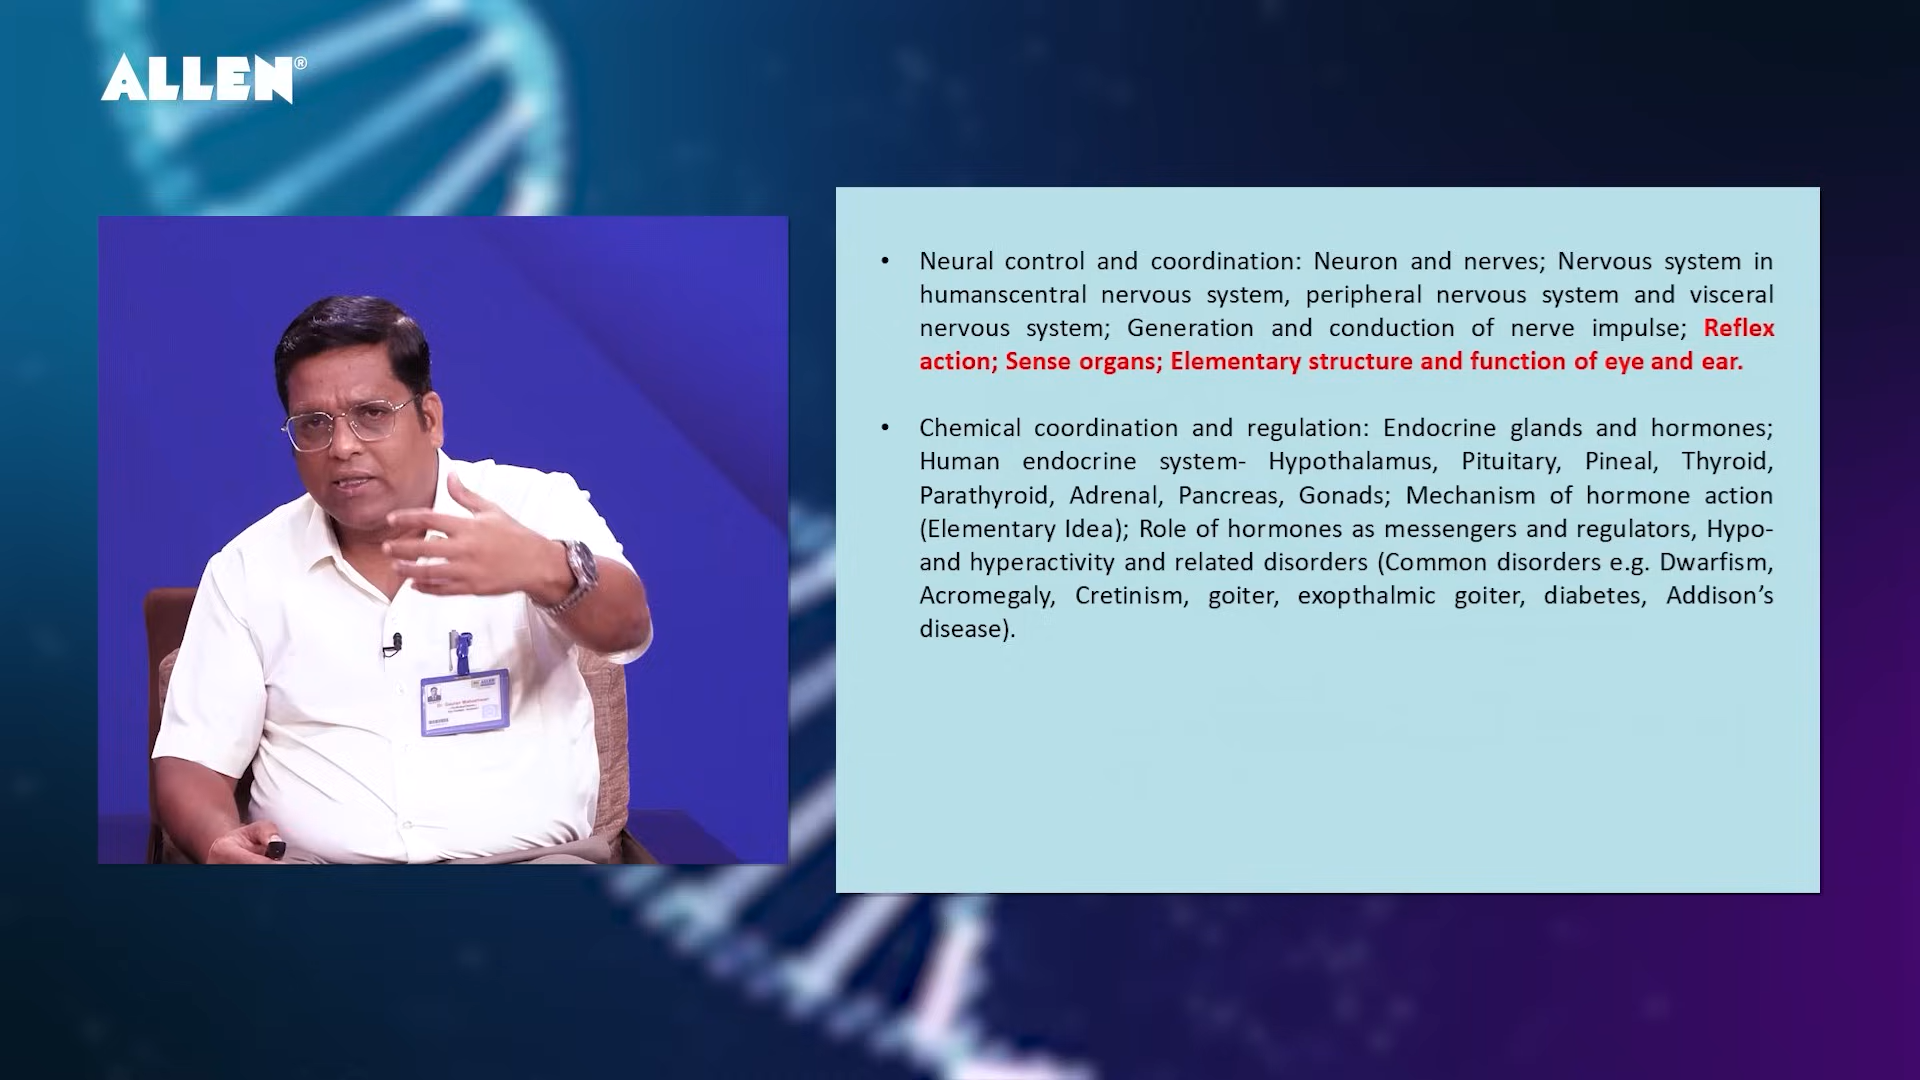 ALLEN®
• Neural control and coordination: Neuron and nerves; Nervous system in
humanscentral nervous system, peripheral nervous system and visceral
nervous system; Generation and conduction of nerve impulse; Reflex
action; Sense organs; Elementary structure and function of eye and ear.
• Chemical coordination and regulation: Endocrine glands and hormones;
Human endocrine system- Hypothalamus, Pituitary, Pineal, Thyroid,
Parathyroid, Adrenal, Pancreas, Gonads; Mechanism of hormone action
(Elementary Idea); Role of hormones as messengers and regulators, Hypo-
and hyperactivity and related disorders (Common disorders e.g. Dwarfism,
Acromegaly, Cretinism, goiter, exopthalmic goiter, diabetes, Addison’s
disease).
ALLEN